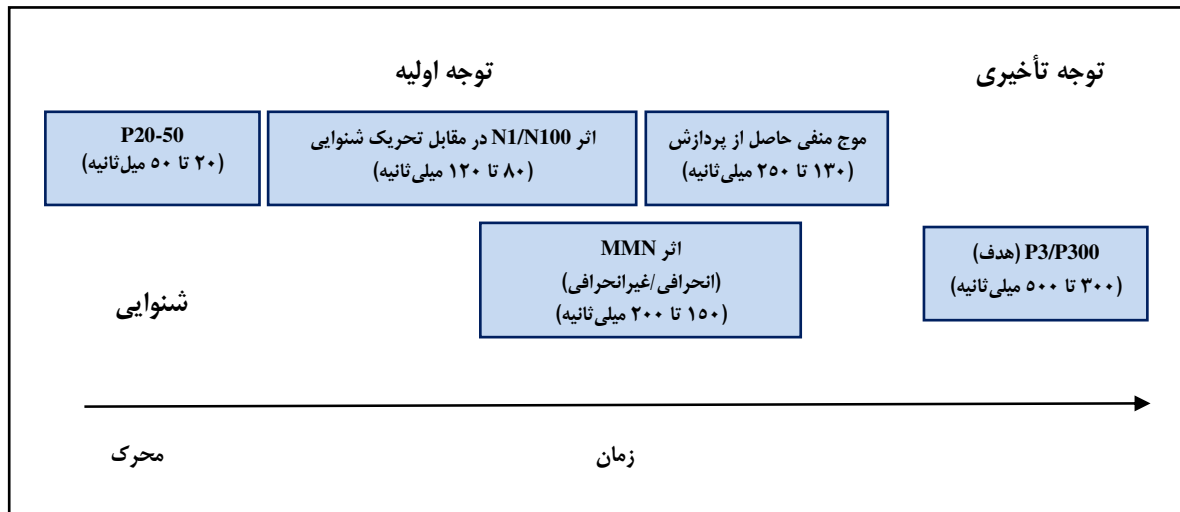 توجه اولیه
توجه تأخیری
P20-50
(۲۰ تا ۵۰ میل‌ثانیه)
اثر N1/N100 در مقابل تحریک شنوایی
(۸۰ تا ۱۲۰ میلی‌ثانیه)
موج منفی حاصل از پردازش
(۱۳۰ تا ۲۵۰ میلی‌ثانیه)
شنوایی
اثر MMN
(انحرافی/غیرانحرافی)
(۱۵۰ تا ۲۰۰ میلی‌ثانیه)
P3/P300 (هدف)
(۳۰۰ تا ۵۰۰ میلی‌ثانیه)
محرک
زمان